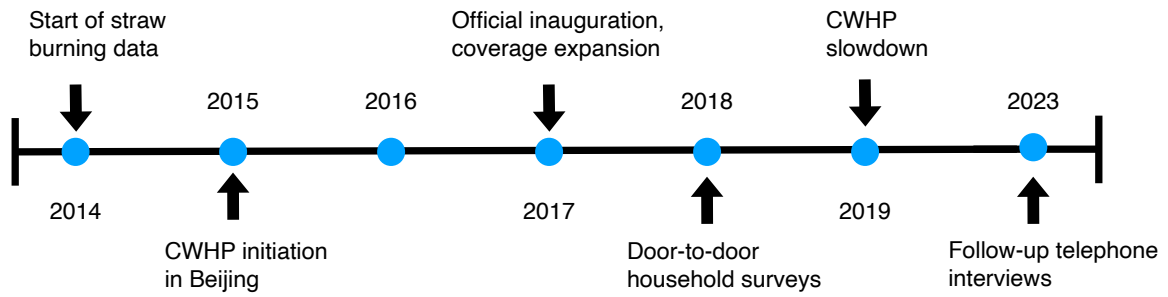 Start of straw
burning data
Official inauguration,
coverage expansion
CWHP
slowdown
2015
2016
2018
2023
2014
2017
2019
CWHP initiation
in Beijing
Door-to-door
household surveys
Follow-up telephone
interviews